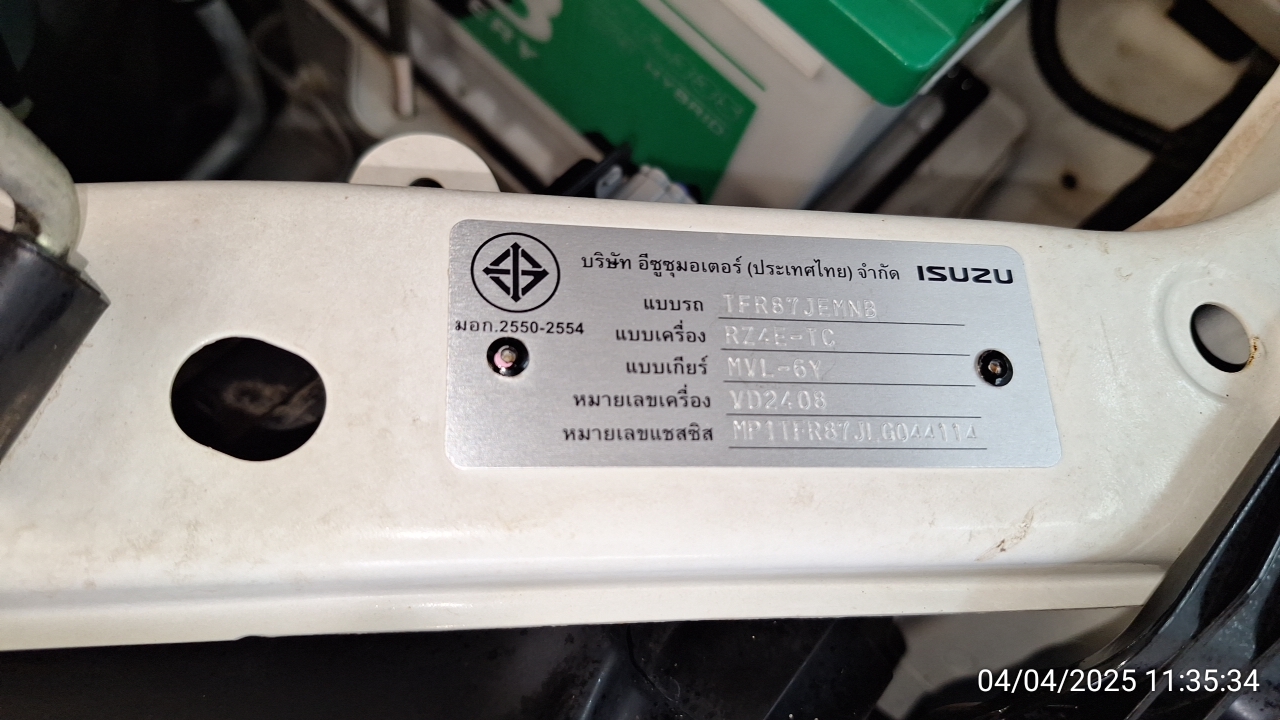 HYBRID
บริษัท อีซูซุมอเตอร์ (ประเทศไทย) จำกัด ISUZU
แบบรถ TFR87JEMNB
มอก.2550-2554
แบบเครื่อง RZ4E-TC
แบบเกียร์ MVL-6Y
หมายเลขเครื่อง VD2408
หมายเลขแชสซิส MP1TFR87JLG044114
04/04/2025 11:35:34